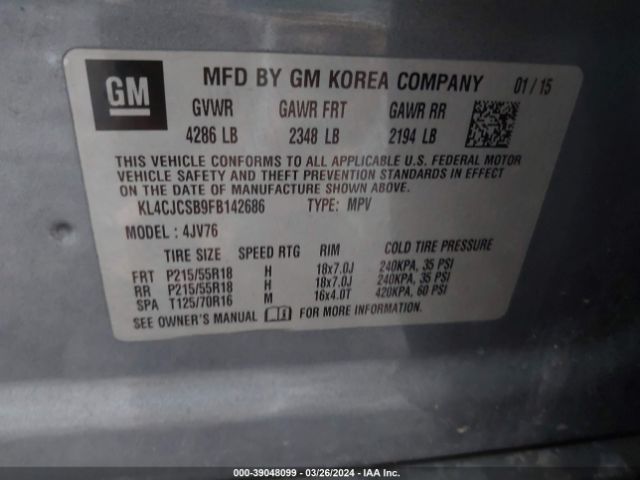 GM MFD BY GM KOREA COMPANY 01/15
GVWR GAWR FRT GAWR RR
4286 LB 2348 LB 2194 LB
THIS VEHICLE CONFORMS TO ALL APPLICABLE U.S. FEDERAL MOTOR
VEHICLE SAFETY AND THEFT PREVENTION STANDARDS IN EFFECT
ON THE DATE OF MANUFACTURE SHOWN ABOVE.
KL4CJCSB9FB142686 TYPE: MPV
MODEL: 4JV76
TIRE SIZE SPEED RTG RIM COLD TIRE PRESSURE
FRT P215/55R18 H 18x7.0J 240KPA, 35 PSI
RR P215/55R18 H 18x7.0J 240KPA, 35 PSI
SPA T125/70R16 M 16x4.0T 420KPA, 60 PSI
SEE OWNER'S MANUAL FOR MORE INFORMATION.
000-39048099 | 03/26/2024 | IAA Inc.